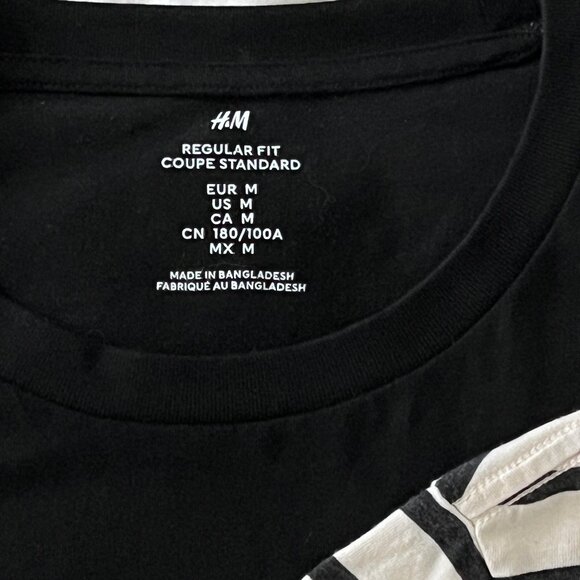 H&M
REGULAR FIT
COUPE STANDARD
EUR M
US M
CA M
CN 180/100A
MX M
MADE IN BANGLADESH
FABRIQUÉ AU BANGLADESH